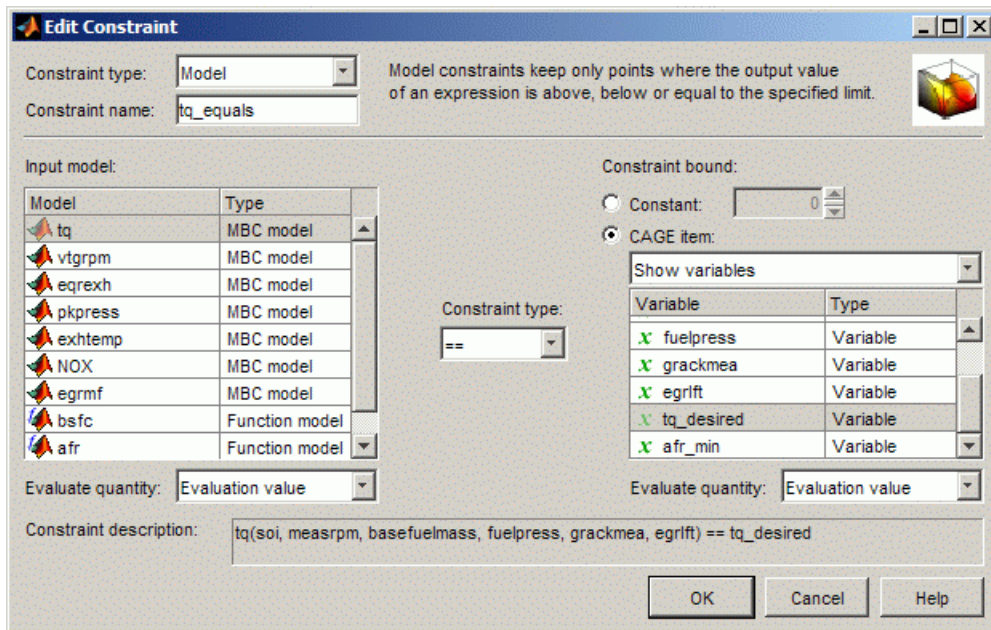 Edit Constraint
Constraint type: Model
Model constraints keep only points where the output value
of an expression is above, below or equal to the specified limit.
Constraint name: tq_equals
Input model:
Model Type
tq MBC model
vtgrpm MBC model
eqrexh MBC model
pkpress MBC model
exhtemp MBC model
NOX MBC model
egrmf MBC model
bsfc Function model
afr Function model
Evaluate quantity: Evaluation value
Constraint type:
==
Constraint bound:
Constant: 0
CAGE item:
Show variables
Variable Type
fuelpress Variable
grackmea Variable
egrlft Variable
tq_desired Variable
afr_min Variable
Evaluate quantity: Evaluation value
Constraint description: tq(soi, measrpm, basefuelmass, fuelpress, grackmea, egrlft) == tq_desired
OK Cancel Help